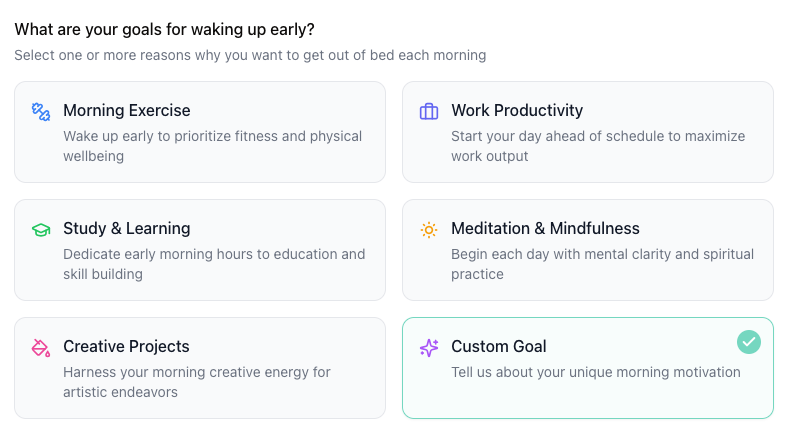 What are your goals for waking up early?
Select one or more reasons why you want to get out of bed each morning
Morning Exercise
Wake up early to prioritize fitness and physical
wellbeing
Work Productivity
Start your day ahead of schedule to maximize
work output
Study & Learning
Dedicate early morning hours to education and
skill building
Meditation & Mindfulness
Begin each day with mental clarity and spiritual
practice
Creative Projects
Harness your morning creative energy for
artistic endeavors
Custom Goal
Tell us about your unique morning motivation